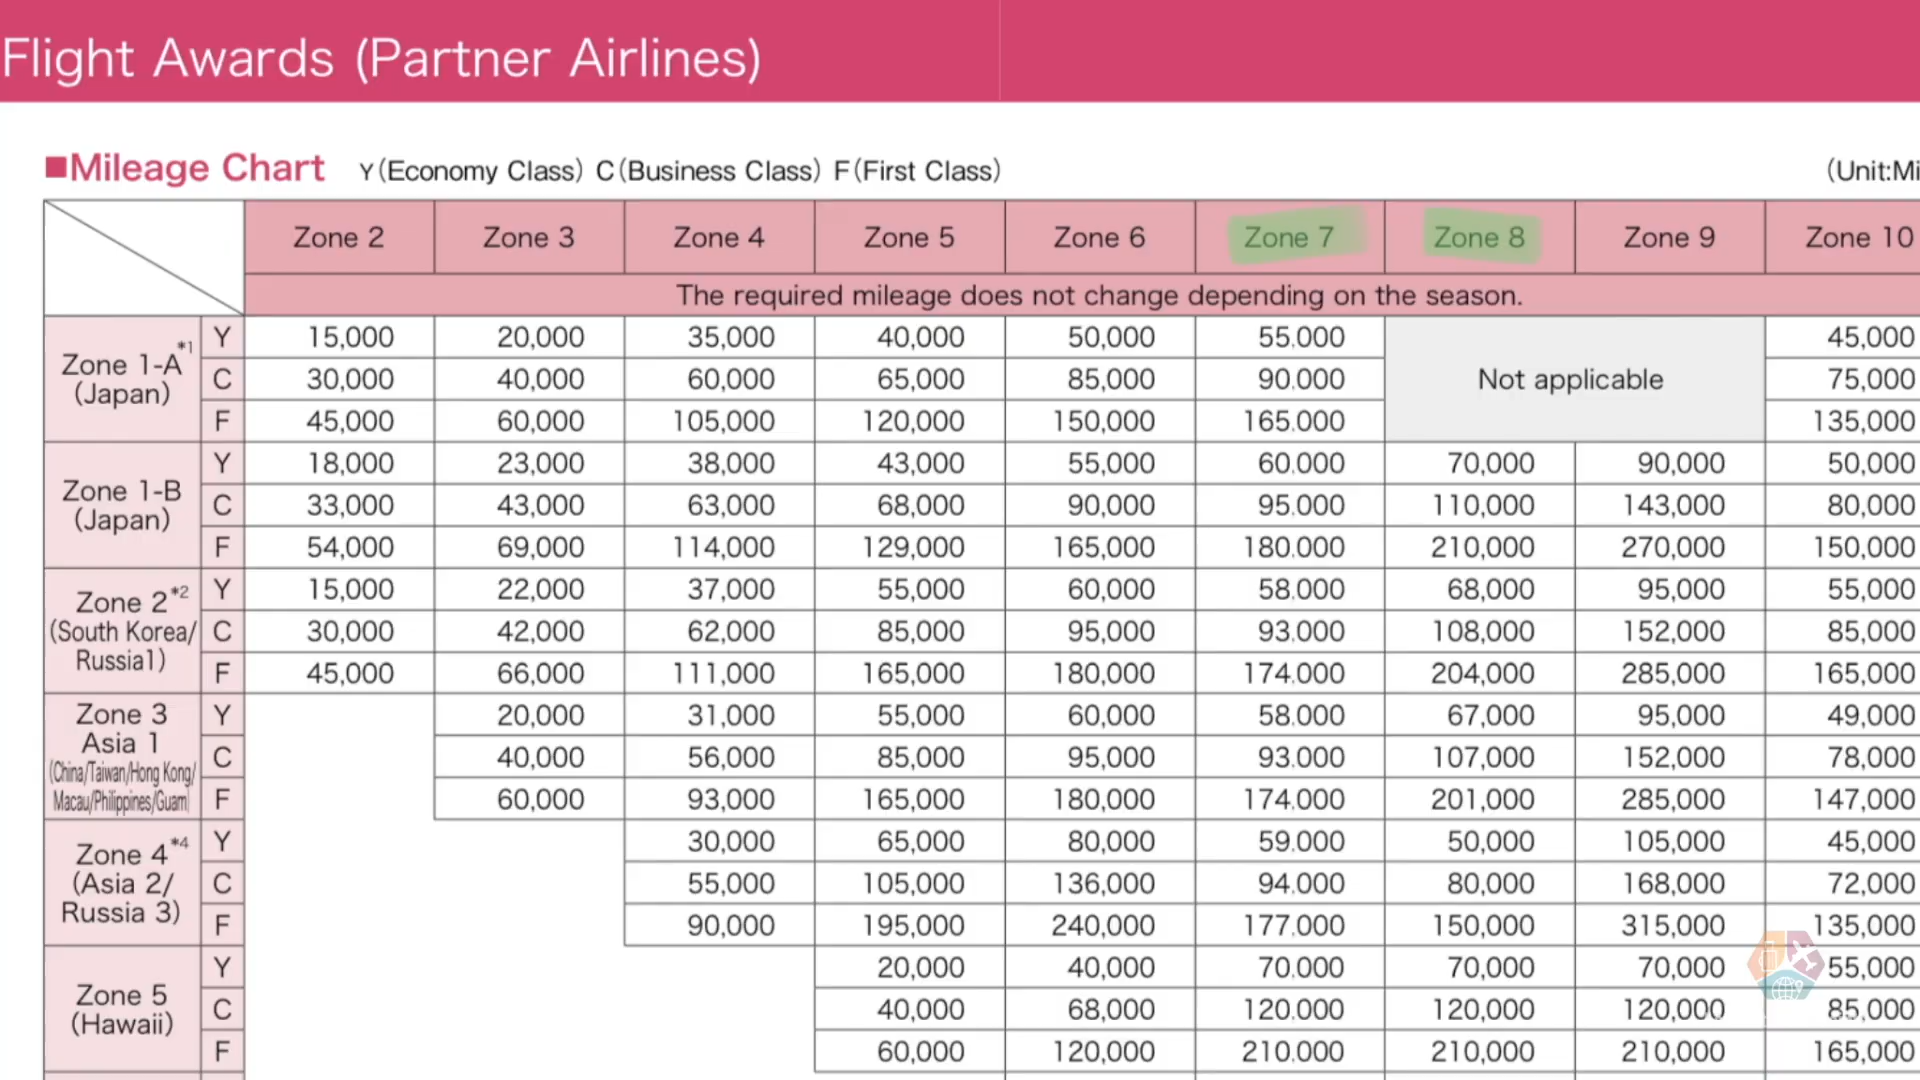 Flight Awards (Partner Airlines)
■Mileage Chart Y(Economy Class) C(Business Class) F(First Class) (Unit:Mi
Zone 2 Zone 3 Zone 4 Zone 5 Zone 6 Zone 7 Zone 8 Zone 9 Zone 10
The required mileage does not change depending on the season.
Zone 1-A*1 (Japan)
Y 15,000 20,000 35,000 40,000 50,000 55.000 Not applicable 45,000
C 30,000 40,000 60,000 65,000 85,000 90.000 75,000
F 45,000 60,000 105,000 120,000 150,000 165.000 135,000
Zone 1-B (Japan)
Y 18,000 23,000 38,000 43,000 55,000 60.000 70,000 90,000 50,000
C 33,000 43,000 63,000 68,000 90,000 95.000 110,000 143,000 80,000
F 54,000 69,000 114,000 129,000 165,000 180.000 210,000 270,000 150,000
Zone 2*2 (South Korea/ Russia1)
Y 15,000 22,000 37,000 55,000 60,000 58.000 68,000 95,000 55,000
C 30,000 42,000 62,000 85,000 95,000 93.000 108,000 152,000 85,000
F 45,000 66,000 111,000 165,000 180,000 174.000 204,000 285,000 165,000
Zone 3 Asia 1 (China/Taiwan/Hong Kong/ Macau/Philippines/Guam)
Y 20,000 31,000 55,000 60,000 58.000 67,000 95,000 49,000
C 40,000 56,000 85,000 95,000 93.000 107,000 152,000 78,000
F 60,000 93,000 165,000 180,000 174.000 201,000 285,000 147,000
Zone 4*4 (Asia 2/ Russia 3)
Y 30,000 65,000 80,000 59.000 50,000 105,000 45,000
C 55,000 105,000 136,000 94.000 80,000 168,000 72,000
F 90,000 195,000 240,000 177.000 150,000 315,000 135,000
Zone 5 (Hawaii)
Y 20,000 40,000 70.000 70,000 70,000 55,000
C 40,000 68,000 120.000 120,000 120,000 85,000
F 60,000 120,000 210.000 210,000 210,000 165,000